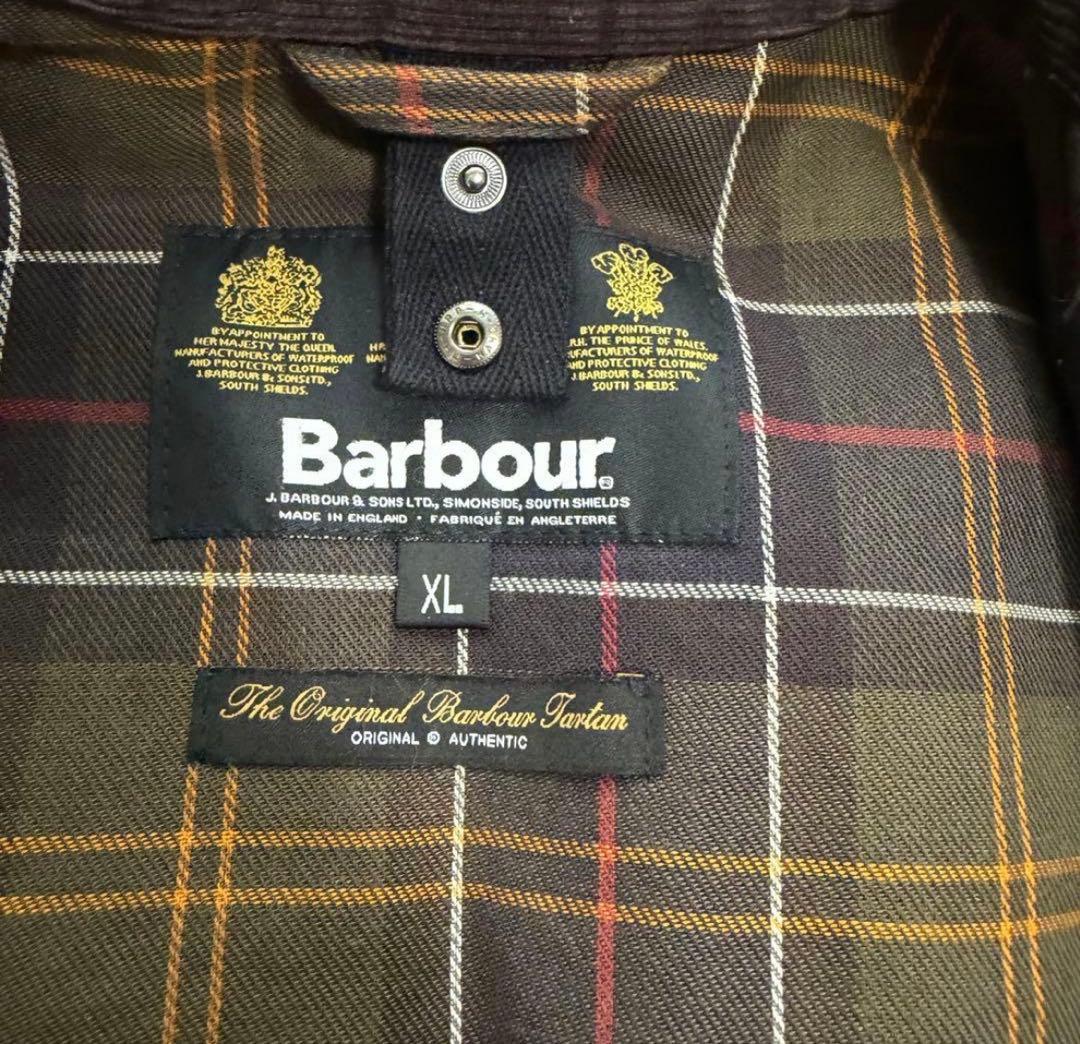 BY APPOINTMENT TO
HER MAJESTY THE QUEEN
MANUFACTURERS OF WATERPROOF
AND PROTECTIVE CLOTHING
J. BARBOUR & SONS LTD.,
SOUTH SHIELDS.
BY APPOINTMENT TO
THE PRINCE OF WALES.
OF WATERPROOF
AND PROTECTIVE CLOTHING
J. BARBOUR & SONS LTD.,
SOUTH SHIELDS.
Barbour®
J. BARBOUR & SONS LTD., SIMONSIDE, SOUTH SHIELDS
MADE IN ENGLAND · FABRIQUÉ EN ANGLETERRE
XL
The Original Barbour Tartan
ORIGINAL © AUTHENTIC